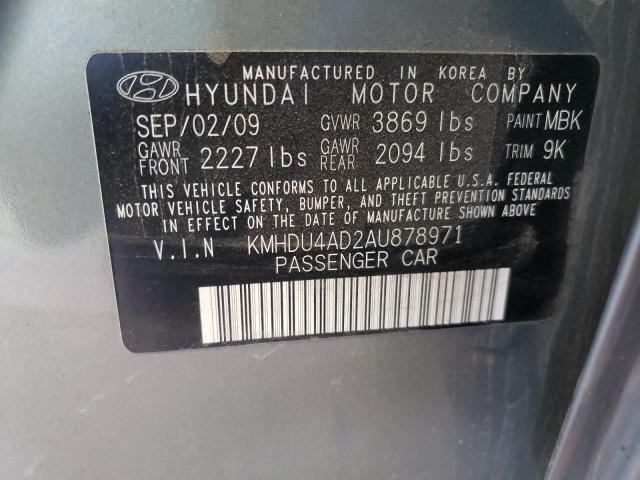 MANUFACTURED IN KOREA BY
HYUNDAI MOTOR COMPANY
SEP/02/09 GVWR 3869 lbs PAINT MBK
GAWR FRONT 2227 lbs GAWR REAR 2094 lbs TRIM 9K
THIS VEHICLE CONFORMS TO ALL APPLICABLE U.S.A. FEDERAL
MOTOR VEHICLE SAFETY, BUMPER, AND THEFT PREVENTION STANDARDS
IN EFFECT ON THE DATE OF MANUFACTURE SHOWN ABOVE
V.I.N KMHDU4AD2AU878971
PASSENGER CAR